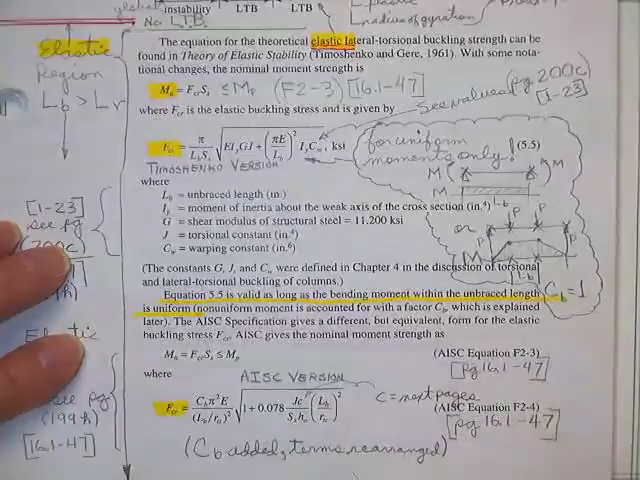 global
instability LTB LTB
No LTB
L radius of gyration
Elastic
Region
Lb > Lr
The equation for the theoretical elastic lateral-torsional buckling strength can be
found in Theory of Elastic Stability (Timoshenko and Gere, 1961). With some nota-
tional changes, the nominal moment strength is
Mn = FcrSx ≤ Mp (F2-3) [16.1-47]
See values (pg 200c)
[1-23]
where Fcr is the elastic buckling stress and is given by
Fcr = π/(LbSx) √(EIyGJ + (πE/Lb)² IyCw), ksi (5.5)
TIMOSHENKO VERSION
for uniform
moments only!
M M
M
Lb
or
P P
P P
Lb
Cb = 1
where
Lb = unbraced length (in.)
Iy = moment of inertia about the weak axis of the cross section (in.⁴)
G = shear modulus of structural steel = 11,200 ksi
J = torsional constant (in.⁴)
Cw = warping constant (in.⁶)
[1-23]
see pg
(200c)
(The constants G, J, and Cw were defined in Chapter 4 in the discussion of torsional
and lateral-torsional buckling of columns.)
Equation 5.5 is valid as long as the bending moment within the unbraced length
is uniform (nonuniform moment is accounted for with a factor Cb, which is explained
later). The AISC Specification gives a different, but equivalent, form for the elastic
buckling stress Fcr. AISC gives the nominal moment strength as
Mn = FcrSx ≤ Mp (AISC Equation F2-3)
[pg 16.1-47]
where
AISC VERSION
C = next pages
Fcr = Cbπ²E/(Lb/rts)² √(1 + 0.078 Jc/(Sxho) (Lb/rts)²) (AISC Equation F2-4)
[pg 16.1-47]
see pg
(199h)
[16.1-47]
(Cb added, terms rearranged)